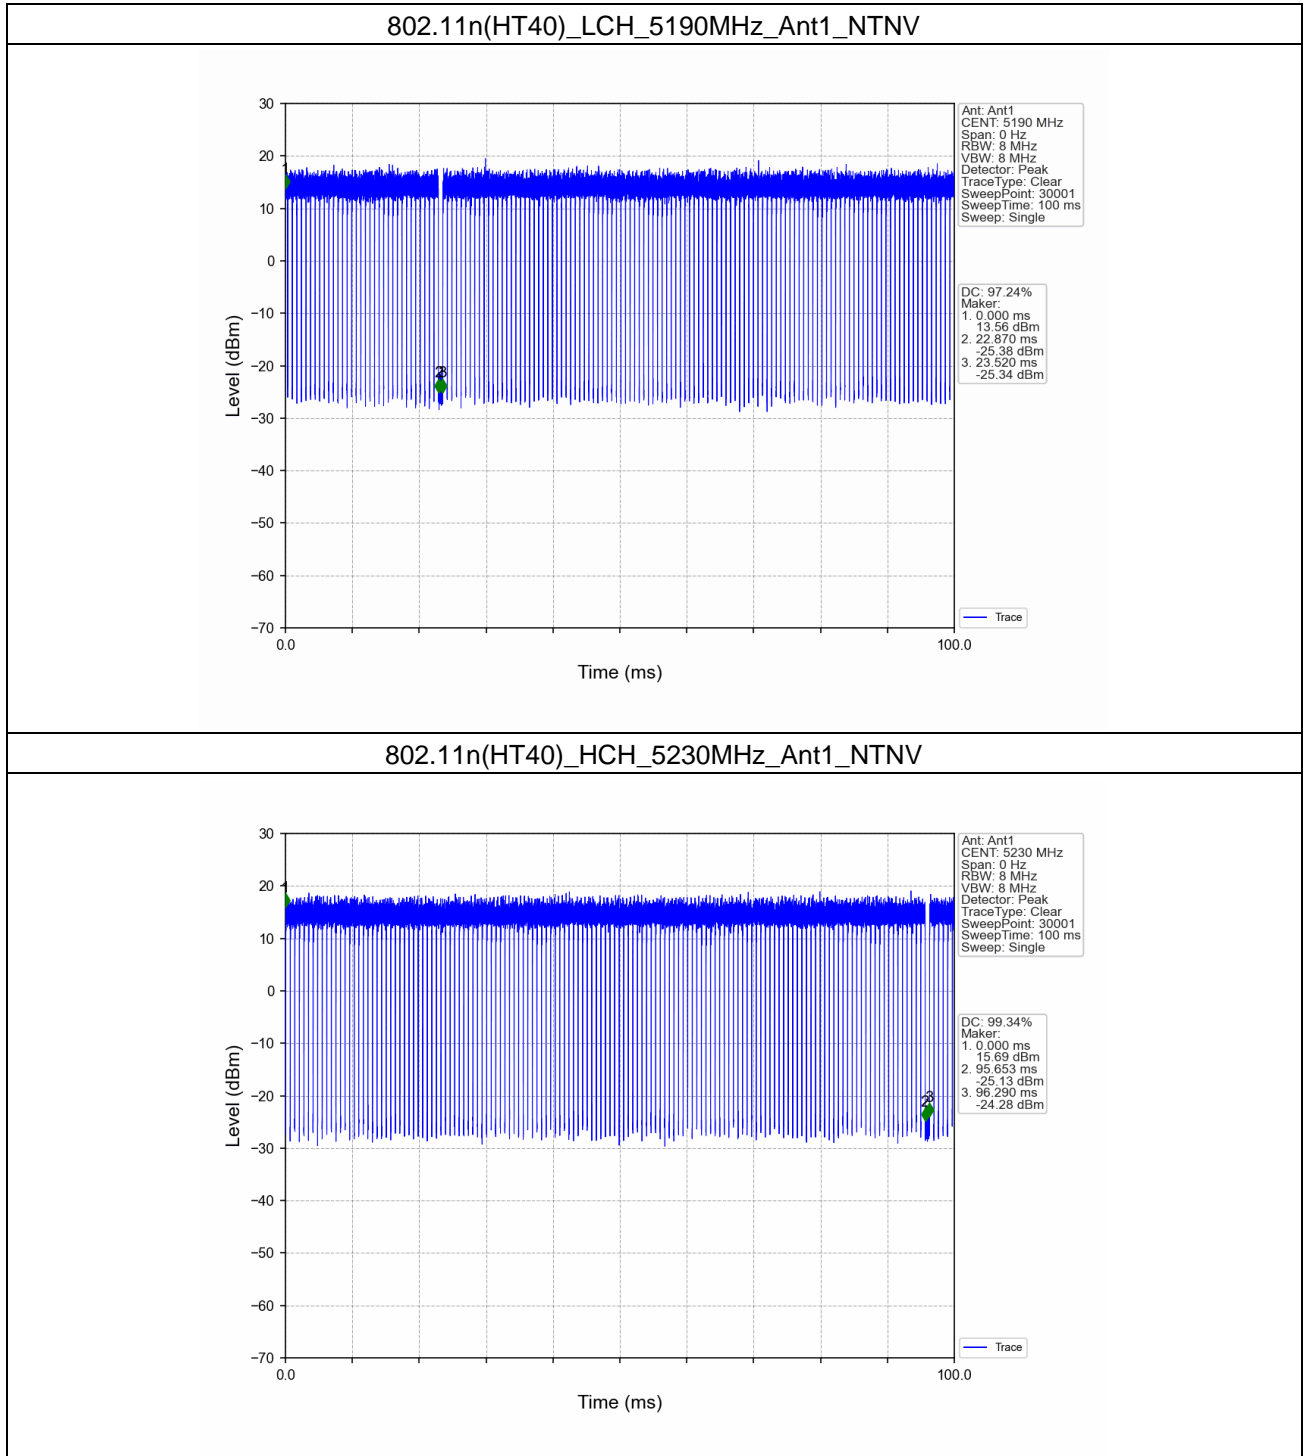 802.11n(HT40)_LCH_5190MHz_Ant1_NTNV
30
20
10
0
−10
−20
−30
−40
−50
−60
−70
Level (dBm)
1
2
3
0.0
100.0
Time (ms)
Ant: Ant1
CENT: 5190 MHz
Span: 0 Hz
RBW: 8 MHz
VBW: 8 MHz
Detector: Peak
TraceType: Clear
SweepPoint: 30001
SweepTime: 100 ms
Sweep: Single
DC: 97.24%
Maker:
1. 0.000 ms
13.56 dBm
2. 22.870 ms
-25.38 dBm
3. 23.520 ms
-25.34 dBm
Trace
802.11n(HT40)_HCH_5230MHz_Ant1_NTNV
30
20
10
0
−10
−20
−30
−40
−50
−60
−70
Level (dBm)
1
2
3
0.0
100.0
Time (ms)
Ant: Ant1
CENT: 5230 MHz
Span: 0 Hz
RBW: 8 MHz
VBW: 8 MHz
Detector: Peak
TraceType: Clear
SweepPoint: 30001
SweepTime: 100 ms
Sweep: Single
DC: 99.34%
Maker:
1. 0.000 ms
15.69 dBm
2. 95.653 ms
-25.13 dBm
3. 96.290 ms
-24.28 dBm
Trace